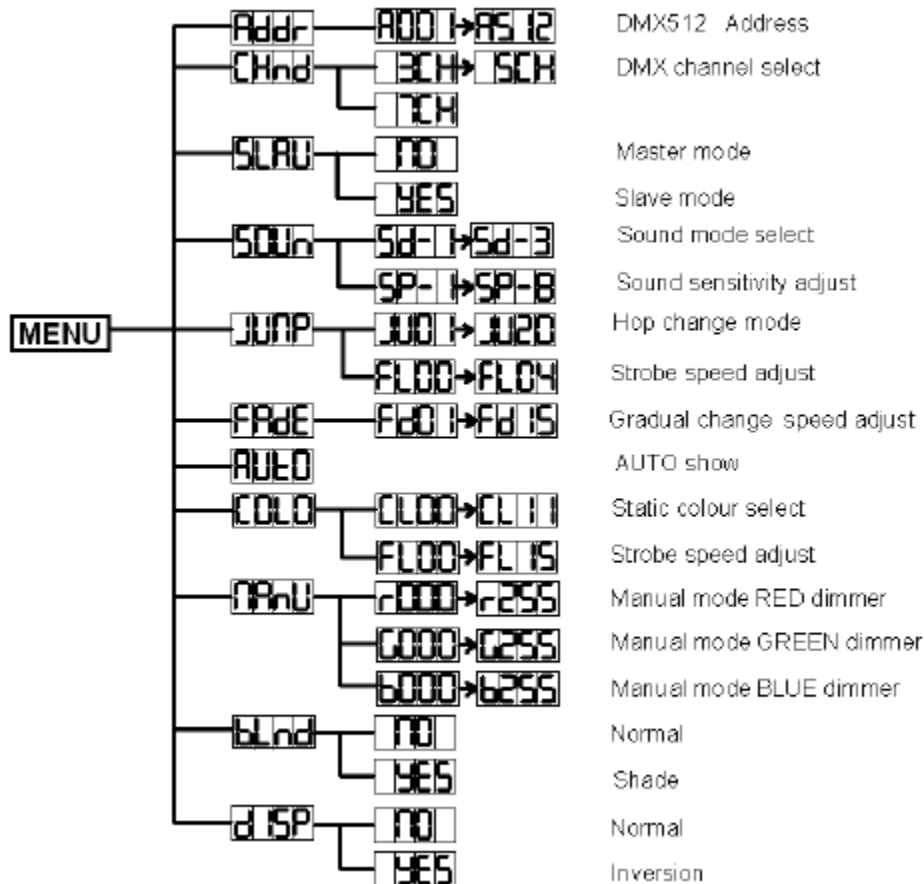 Addr A001 A512 DMX512 Address
CHnd 3CH 5CH DMX channel select
7CH
SLAV NO Master mode
YES Slave mode
SOUn Sd-1 Sd-3 Sound mode select
SP-1 SP-8 Sound sensitivity adjust
MENU
JUMP JU01 JU20 Hop change mode
FL00 FL04 Strobe speed adjust
FAdE Fd01 Fd15 Gradual change speed adjust
AUtO AUTO show
COLO CL00 CL11 Static colour select
FL00 FL15 Strobe speed adjust
MAnU r000 r255 Manual mode RED dimmer
G000 G255 Manual mode GREEN dimmer
b000 b255 Manual mode BLUE dimmer
bLnd NO Normal
YES Shade
dISP NO Normal
YES Inversion